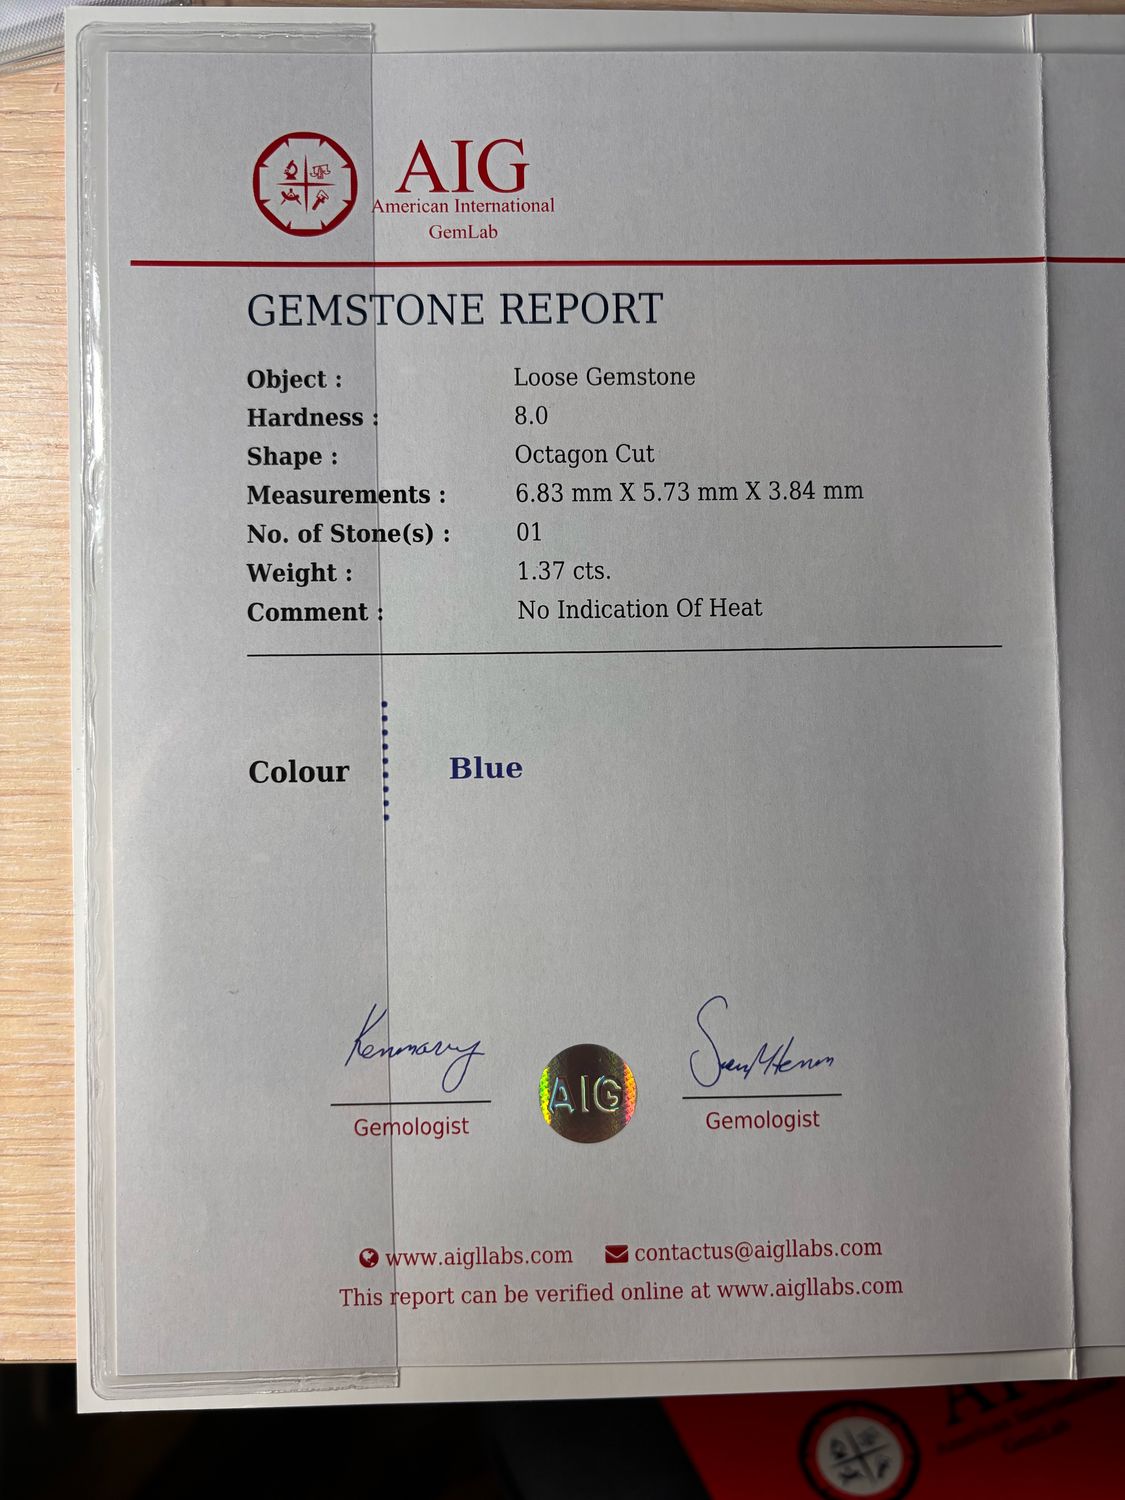 AIG
American International
GemLab
GEMSTONE REPORT
Object : Loose Gemstone
Hardness : 8.0
Shape : Octagon Cut
Measurements : 6.83 mm X 5.73 mm X 3.84 mm
No. of Stone(s) : 01
Weight : 1.37 cts.
Comment : No Indication Of Heat
Colour Blue
AIG
Gemologist Gemologist
www.aigllabs.com contactus@aigllabs.com
This report can be verified online at www.aigllabs.com